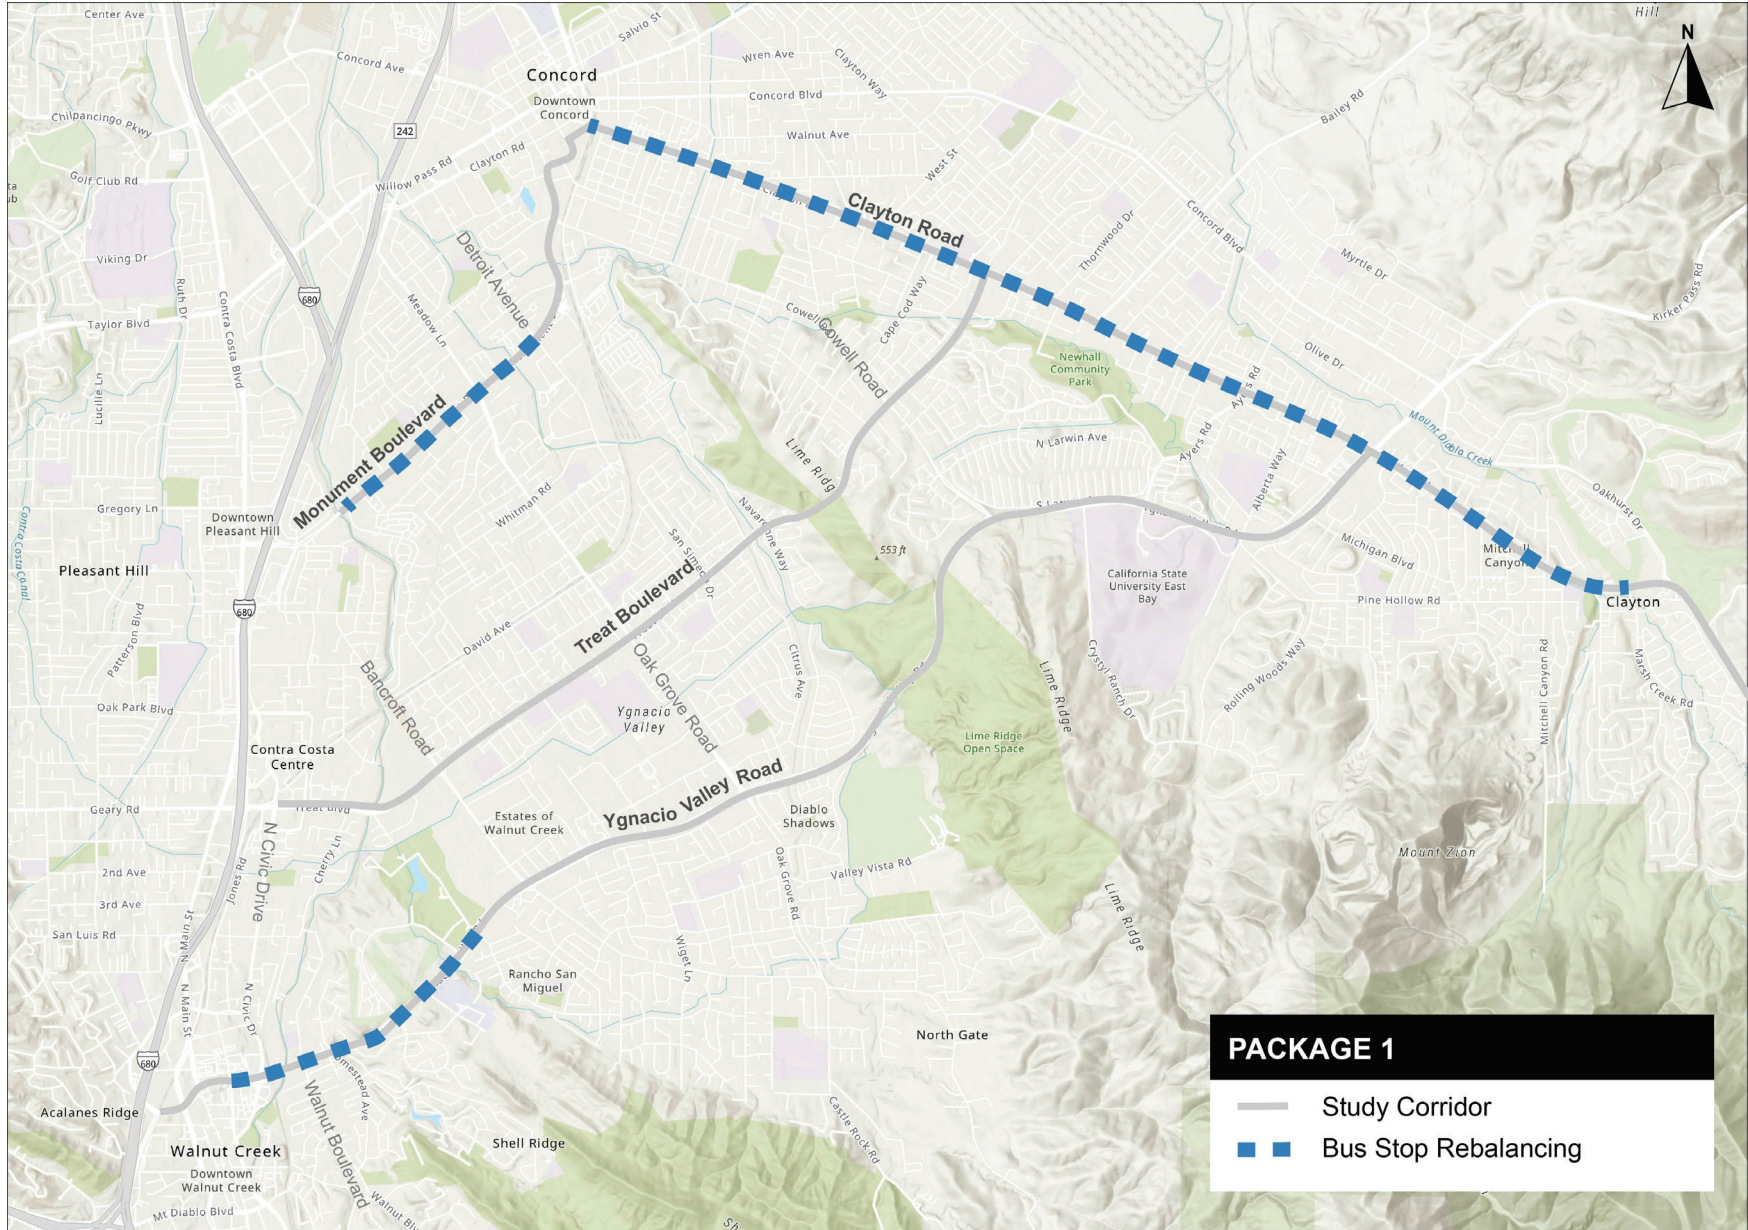 Center Ave
Salvio St
Hill
N
Concord Ave
Wren Ave
Clayton Way
Concord
Downtown
Concord
Concord Blvd
Bailey Rd
Chilpancingo Pkwy
242
Walnut Ave
Clayton Rd
Willow Pass Rd
West St
Golf Club Rd
Clayton Road
Thornwood Dr
Concord Blvd
Viking Dr
Detroit Avenue
Myrtle Dr
Ruth Dr
680
Contra Costa Blvd
Meadow Ln
Cape Cod Way
Kirker Pass Rd
Taylor Blvd
Cowell Road
Olive Dr
Newhall
Community
Park
Lucille Ln
Ayers Rd
Monument Boulevard
Mount Diablo Creek
N Larwin Ave
Ayers Rd
Lime Ridg
Alberta Way
Oakhurst Dr
Whitman Rd
Gregory Ln
Downtown
Pleasant Hill
Contra Costa Canal
Navaronne Way
San Simeon Dr
553 ft
Michigan Blvd
Mitchell
Canyon
Pleasant Hill
California State
University East
Bay
Pine Hollow Rd
Clayton
680
Treat Boulevard
Patterson Blvd
David Ave
Oak Grove Road
Citrus Ave
Crystyl Ranch Dr
Rolling Woods Way
Mitchell Canyon Rd
Marsh Creek Rd
Bancroft Road
Lime Ridge
Oak Park Blvd
Ygnacio
Valley
Lime Ridge
Open Space
Contra Costa
Centre
Ygnacio Valley Road
Geary Rd
Treat Blvd
Estates of
Walnut Creek
Diablo
Shadows
N Civic Drive
Cherry Ln
Mount Zion
2nd Ave
Jones Rd
Oak Grove Rd
Valley Vista Rd
3rd Ave
Lime Ridge
San Luis Rd
N Main St
Wiget Ln
Rancho San
Miguel
N Main St
N Civic Dr
North Gate
680
Walnut Boulevard
Acalanes Ridge
Castle Rock Rd
Walnut Creek
Shell Ridge
Downtown
Walnut Creek
Mt Diablo Blvd
PACKAGE 1
Study Corridor
Bus Stop Rebalancing